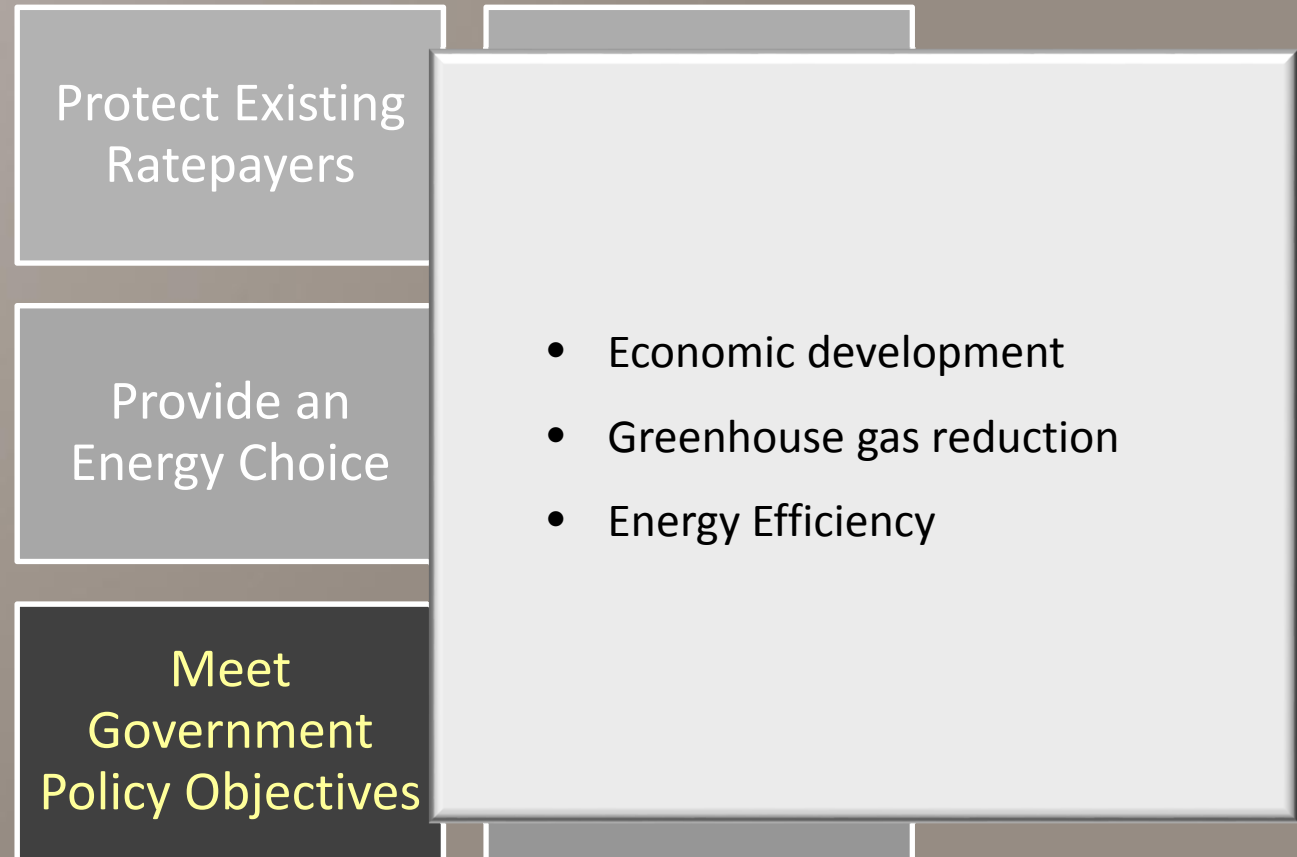 Protect Existing
Ratepayers
Provide an
Energy Choice
Meet
Government
Policy Objectives
• Economic development
• Greenhouse gas reduction
• Energy Efficiency